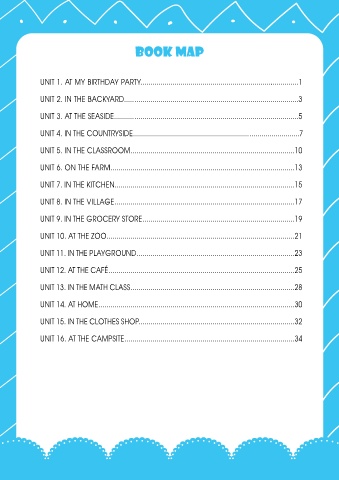 BOOK MAP
UNIT 1. AT MY BIRTHDAY PARTY...........................................................................1
UNIT 2. IN THE BACKYARD...................................................................................3
UNIT 3. AT THE SEASIDE........................................................................................5
UNIT 4. IN THE COUNTRYSIDE...............................................................................7
UNIT 5. IN THE CLASSROOM..............................................................................10
UNIT 6. ON THE FARM........................................................................................13
UNIT 7. IN THE KITCHEN......................................................................................15
UNIT 8. IN THE VILLAGE......................................................................................17
UNIT 9. IN THE GROCERY STORE........................................................................19
UNIT 10. AT THE ZOO..........................................................................................21
UNIT 11. IN THE PLAYGROUND...........................................................................23
UNIT 12. AT THE CAFÉ.........................................................................................25
UNIT 13. IN THE MATH CLASS..............................................................................28
UNIT 14. AT HOME..............................................................................................30
UNIT 15. IN THE CLOTHES SHOP..........................................................................32
UNIT 16. AT THE CAMPSITE.................................................................................34